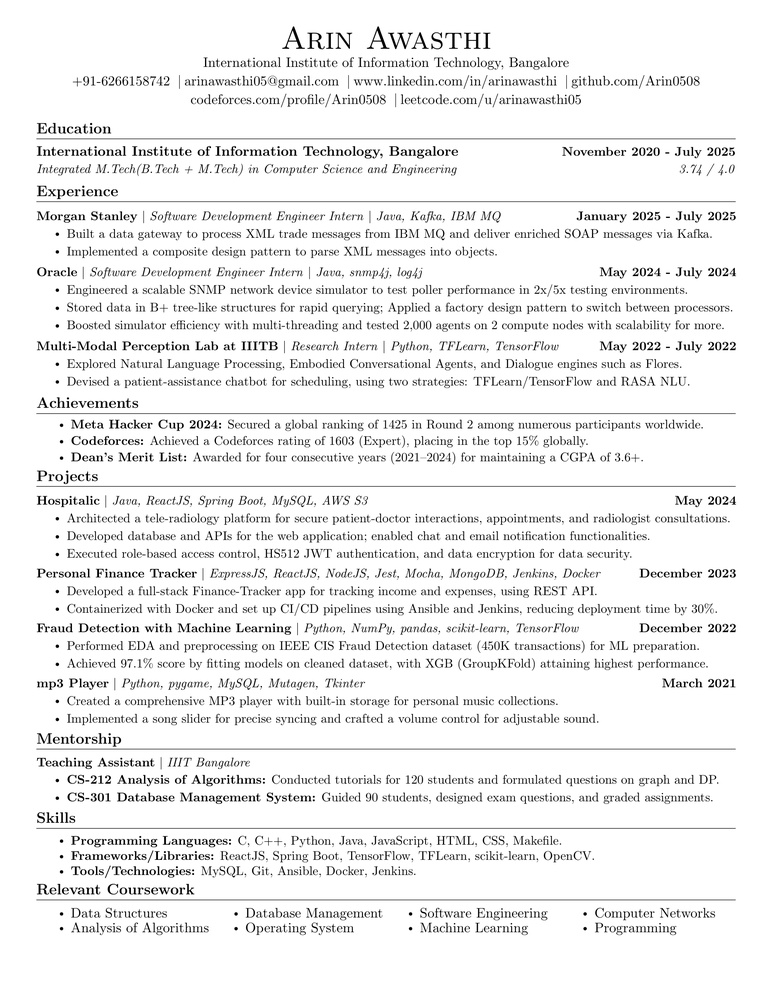 Arin Awasthi
International Institute of Information Technology, Bangalore
+91-6266158742 | arinawasthi05@gmail.com | www.linkedin.com/in/arinawasthi | github.com/Arin0508
codeforces.com/profile/Arin0508 | leetcode.com/u/arinawasthi05
Education
International Institute of Information Technology, Bangalore November 2020 - July 2025
Integrated M.Tech(B.Tech + M.Tech) in Computer Science and Engineering 3.74 / 4.0
Experience
Morgan Stanley | Software Development Engineer Intern | Java, Kafka, IBM MQ January 2025 - July 2025
• Built a data gateway to process XML trade messages from IBM MQ and deliver enriched SOAP messages via Kafka.
• Implemented a composite design pattern to parse XML messages into objects.
Oracle | Software Development Engineer Intern | Java, snmp4j, log4j May 2024 - July 2024
• Engineered a scalable SNMP network device simulator to test poller performance in 2x/5x testing environments.
• Stored data in B+ tree-like structures for rapid querying; Applied a factory design pattern to switch between processors.
• Boosted simulator efficiency with multi-threading and tested 2,000 agents on 2 compute nodes with scalability for more.
Multi-Modal Perception Lab at IIITB | Research Intern | Python, TFLearn, TensorFlow May 2022 - July 2022
• Explored Natural Language Processing, Embodied Conversational Agents, and Dialogue engines such as Flores.
• Devised a patient-assistance chatbot for scheduling, using two strategies: TFLearn/TensorFlow and RASA NLU.
Achievements
• Meta Hacker Cup 2024: Secured a global ranking of 1425 in Round 2 among numerous participants worldwide.
• Codeforces: Achieved a Codeforces rating of 1603 (Expert), placing in the top 15% globally.
• Dean's Merit List: Awarded for four consecutive years (2021–2024) for maintaining a CGPA of 3.6+.
Projects
Hospitalic | Java, ReactJS, Spring Boot, MySQL, AWS S3 May 2024
• Architected a tele-radiology platform for secure patient-doctor interactions, appointments, and radiologist consultations.
• Developed database and APIs for the web application; enabled chat and email notification functionalities.
• Executed role-based access control, HS512 JWT authentication, and data encryption for data security.
Personal Finance Tracker | ExpressJS, ReactJS, NodeJS, Jest, Mocha, MongoDB, Jenkins, Docker December 2023
• Developed a full-stack Finance-Tracker app for tracking income and expenses, using REST API.
• Containerized with Docker and set up CI/CD pipelines using Ansible and Jenkins, reducing deployment time by 30%.
Fraud Detection with Machine Learning | Python, NumPy, pandas, scikit-learn, TensorFlow December 2022
• Performed EDA and preprocessing on IEEE CIS Fraud Detection dataset (450K transactions) for ML preparation.
• Achieved 97.1% score by fitting models on cleaned dataset, with XGB (GroupKFold) attaining highest performance.
mp3 Player | Python, pygame, MySQL, Mutagen, Tkinter March 2021
• Created a comprehensive MP3 player with built-in storage for personal music collections.
• Implemented a song slider for precise syncing and crafted a volume control for adjustable sound.
Mentorship
Teaching Assistant | IIIT Bangalore
• CS-212 Analysis of Algorithms: Conducted tutorials for 120 students and formulated questions on graph and DP.
• CS-301 Database Management System: Guided 90 students, designed exam questions, and graded assignments.
Skills
• Programming Languages: C, C++, Python, Java, JavaScript, HTML, CSS, Makefile.
• Frameworks/Libraries: ReactJS, Spring Boot, TensorFlow, TFLearn, scikit-learn, OpenCV.
• Tools/Technologies: MySQL, Git, Ansible, Docker, Jenkins.
Relevant Coursework
• Data Structures • Database Management • Software Engineering • Computer Networks
• Analysis of Algorithms • Operating System • Machine Learning • Programming